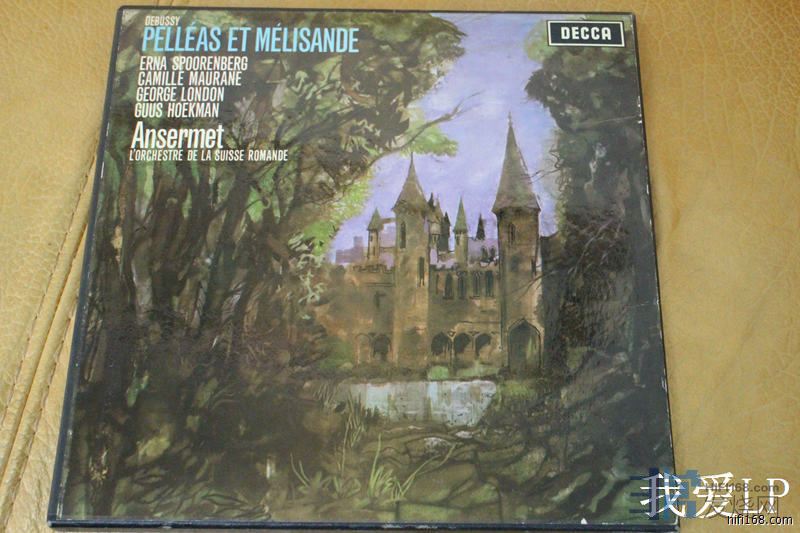 DEBUSSY
PELLÉAS ET MÉLISANDE
ERNA SPOORENBERG
CAMILLE MAURANE
GEORGE LONDON
GUUS HOEKMAN
Ansermet
L'ORCHESTRE DE LA SUISSE ROMANDE
DECCA
我爱LP
hifi168.com